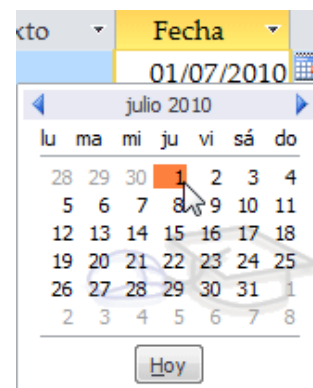 xto Fecha
01/07/2010
julio 2010
lu ma mi ju vi sá do
28 29 30 1 2 3 4
5 6 7 8 9 10 11
12 13 14 15 16 17 18
19 20 21 22 23 24 25
26 27 28 29 30 31 1
2 3 4 5 6 7 8
Hoy